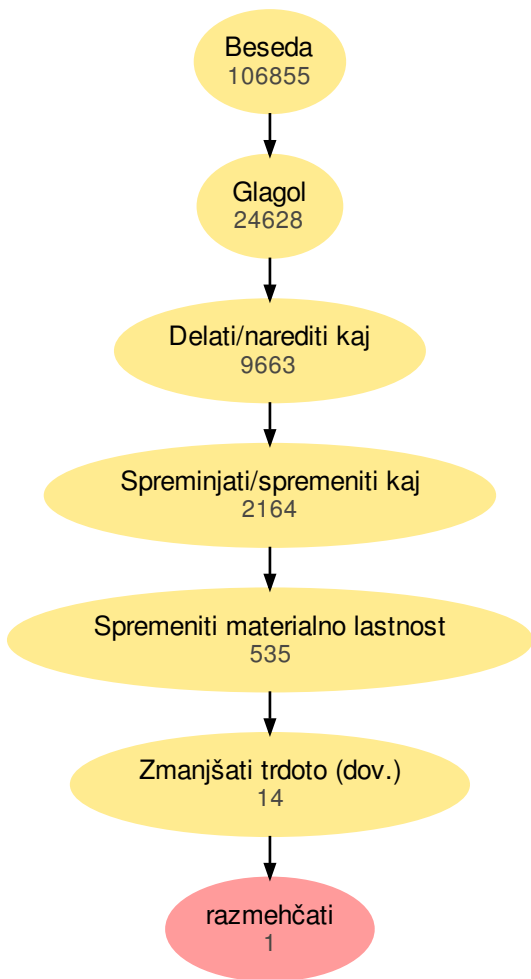 Beseda
106855
Glagol
24628
Delati/narediti kaj
9663
Spreminjati/spremeniti kaj
2164
Spremeniti materialno lastnost
535
Zmanjšati trdoto (dov.)
14
razmehčati
1